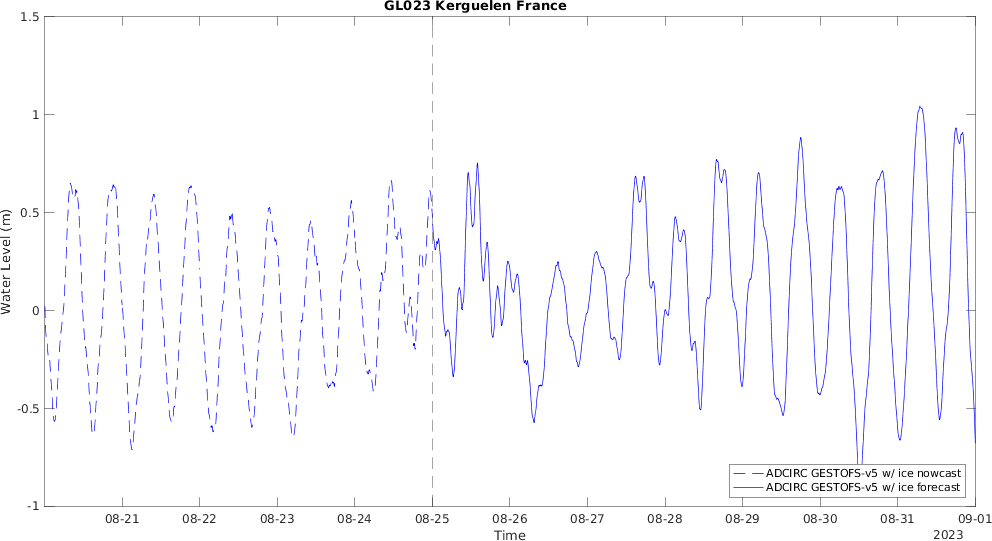 GL023 Kerguelen France
Water Level (m)
1.5
1
0.5
0
-0.5
-1
08-21 08-22 08-23 08-24 08-25 08-26 08-27 08-28 08-29 08-30 08-31 09-01
Time
2023
ADCIRC GESTOFS-v5 w/ ice nowcast
ADCIRC GESTOFS-v5 w/ ice forecast